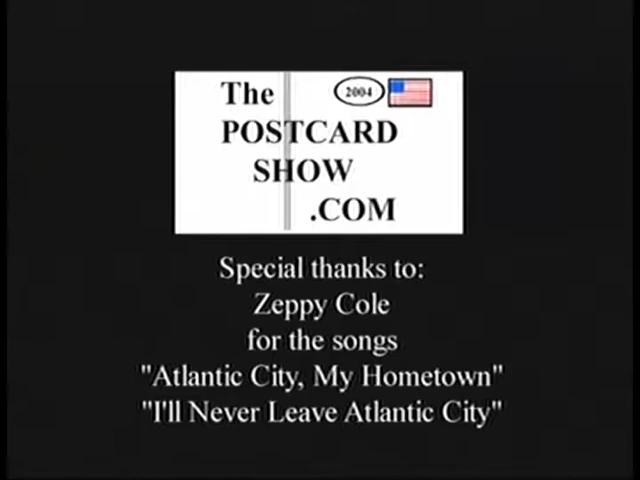 The
2004
POSTCARD
SHOW
.COM
Special thanks to:
Zeppy Cole
for the songs
"Atlantic City, My Hometown"
"I'll Never Leave Atlantic City"